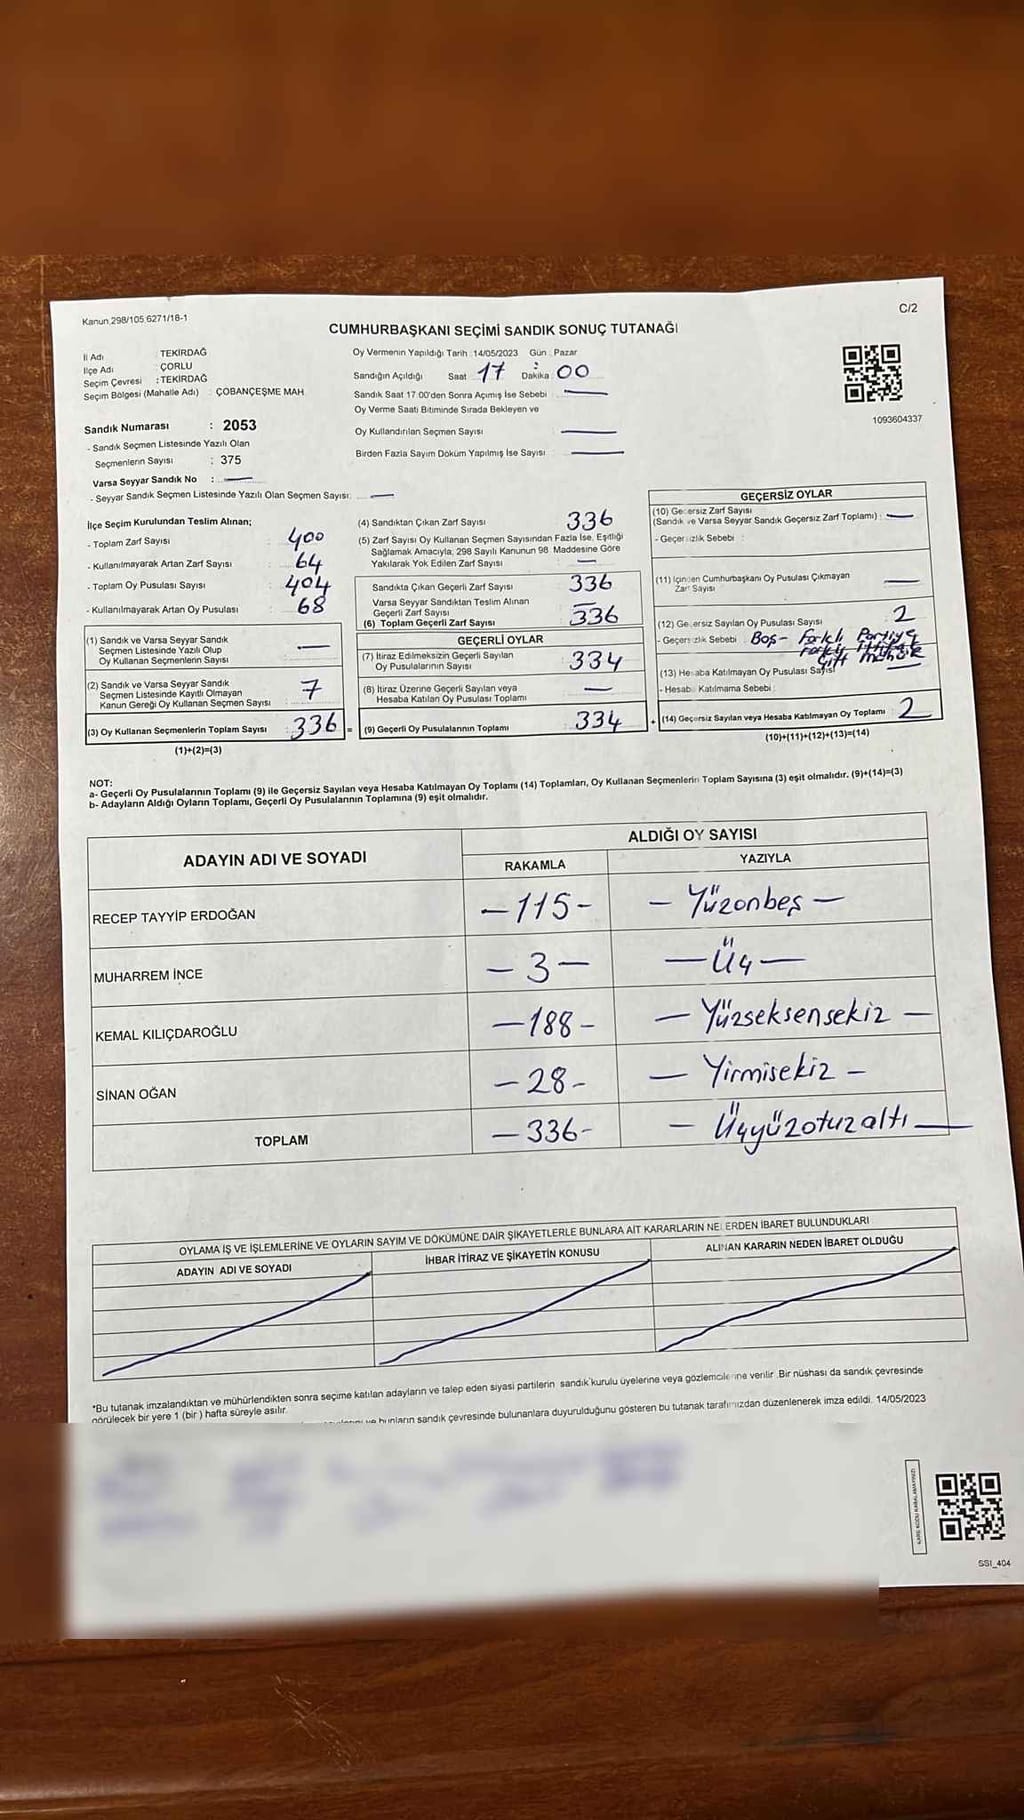 Kanun 298/105 6271/18-1
C/2
CUMHURBAŞKANI SEÇİMİ SANDIK SONUÇ TUTANAĞI
İl Adı : TEKİRDAĞ
İlçe Adı : ÇORLU
Seçim Çevresi : TEKİRDAĞ
Seçim Bölgesi (Mahalle Adı) : ÇOBANÇEŞME MAH
Sandık Numarası : 2053
- Sandık Seçmen Listesinde Yazılı Olan
Seçmenlerin Sayısı : 375
Varsa Seyyar Sandık No : —
- Seyyar Sandık Seçmen Listesinde Yazılı Olan Seçmen Sayısı: —
Oy Vermenin Yapıldığı Tarih : 14/05/2023 Gün : Pazar
Sandığın Açıldığı Saat 17 Dakika : 00
Sandık Saat 17 00'den Sonra Açımış İse Sebebi : —
Oy Verme Saati Bitiminde Sırada Bekleyen ve
Oy Kullandırılan Seçmen Sayısı : —
Birden Fazla Sayım Döküm Yapılmış İse Sayısı : —
1093604337
İlçe Seçim Kurulundan Teslim Alınan;
- Toplam Zarf Sayısı : 400
- Kullanılmayarak Artan Zarf Sayısı : 64
- Toplam Oy Pusulası Sayısı : 404
- Kullanılmayarak Artan Oy Pusulası : 68
(1) Sandık ve Varsa Seyyar Sandık
Seçmen Listesinde Yazılı Olup
Oy Kullanan Seçmenlerin Sayısı : —
(2) Sandık ve Varsa Seyyar Sandık
Seçmen Listesinde Kayıtlı Olmayan
Kanun Gereği Oy Kullanan Seçmen Sayısı : 7
(3) Oy Kullanan Seçmenlerin Toplam Sayısı : 336 =
(1)+(2)=(3)
(4) Sandıktan Çıkan Zarf Sayısı : 336
(5) Zarf Sayısı Oy Kullanan Seçmen Sayısından Fazla İse, Eşitliği
Sağlamak Amacıyla, 298 Sayılı Kanunun 98 Maddesine Göre
Yakılarak Yok Edilen Zarf Sayısı : —
Sandıkta Çıkan Geçerli Zarf Sayısı : 336
Varsa Seyyar Sandıktan Teslim Alınan
Geçerli Zarf Sayısı : —
(6) Toplam Geçerli Zarf Sayısı : 336
GEÇERLİ OYLAR
(7) İtiraz Edilmeksizin Geçerli Sayılan
Oy Pusulalarının Sayısı : 334
(8) İtiraz Üzerine Geçerli Sayılan veya
Hesaba Katılan Oy Pusulası Toplamı : —
(9) Geçerli Oy Pusulalarının Toplamı : 334 +
GEÇERSİZ OYLAR
(10) Geçersiz Zarf Sayısı
(Sandık ve Varsa Seyyar Sandık Geçersiz Zarf Toplamı) : —
- Geçersizlik Sebebi :
(11) İçinden Cumhurbaşkanı Oy Pusulası Çıkmayan
Zarf Sayısı : —
(12) Geçersiz Sayılan Oy Pusulası Sayısı : 2
- Geçersizlik Sebebi : Boş - Farklı Partiye
Çift Mühür
(13) Hesaba Katılmayan Oy Pusulası Sayısı : —
- Hesaba Katılmama Sebebi :
(14) Geçersiz Sayılan veya Hesaba Katılmayan Oy Toplamı : 2
(10)+(11)+(12)+(13)=(14)
NOT:
a- Geçerli Oy Pusulalarının Toplamı (9) ile Geçersiz Sayılan veya Hesaba Katılmayan Oy Toplamı (14) Toplamları, Oy Kullanan Seçmenlerin Toplam Sayısına (3) eşit olmalıdır. (9)+(14)=(3)
b- Adayların Aldığı Oyların Toplamı, Geçerli Oy Pusulalarının Toplamına (9) eşit olmalıdır.
ADAYIN ADI VE SOYADI
ALDIĞI OY SAYISI
RAKAMLA YAZIYLA
RECEP TAYYİP ERDOĞAN -115- - Yüzonbeş -
MUHARREM İNCE -3- -Üç-
KEMAL KILIÇDAROĞLU -188- - Yüzseksensekiz -
SİNAN OĞAN -28- - Yirmisekiz -
TOPLAM -336- - Üçyüzotuzaltı -
OYLAMA İŞ VE İŞLEMLERİNE VE OYLARIN SAYIM VE DÖKÜMÜNE DAİR ŞİKAYETLERLE BUNLARA AİT KARARLARIN NELERDEN İBARET BULUNDUKLARI
ADAYIN ADI VE SOYADI İHBAR İTİRAZ VE ŞİKAYETİN KONUSU ALINAN KARARIN NEDEN İBARET OLDUĞU
*Bu tutanak imzalandıktan ve mühürlendikten sonra seçime katılan adayların ve talep eden siyasi partilerin sandık kurulu üyelerine veya gözlemcilerine verilir. Bir nüshası da sandık çevresinde
görülecek bir yere 1 (bir) hafta süreyle asılır.
ve bunların sandık çevresinde bulunanlara duyurulduğunu gösteren bu tutanak tarafımızdan düzenlenerek imza edildi. 14/05/2023
KARE KODU KARALAMAYINIZ!
SSI_404